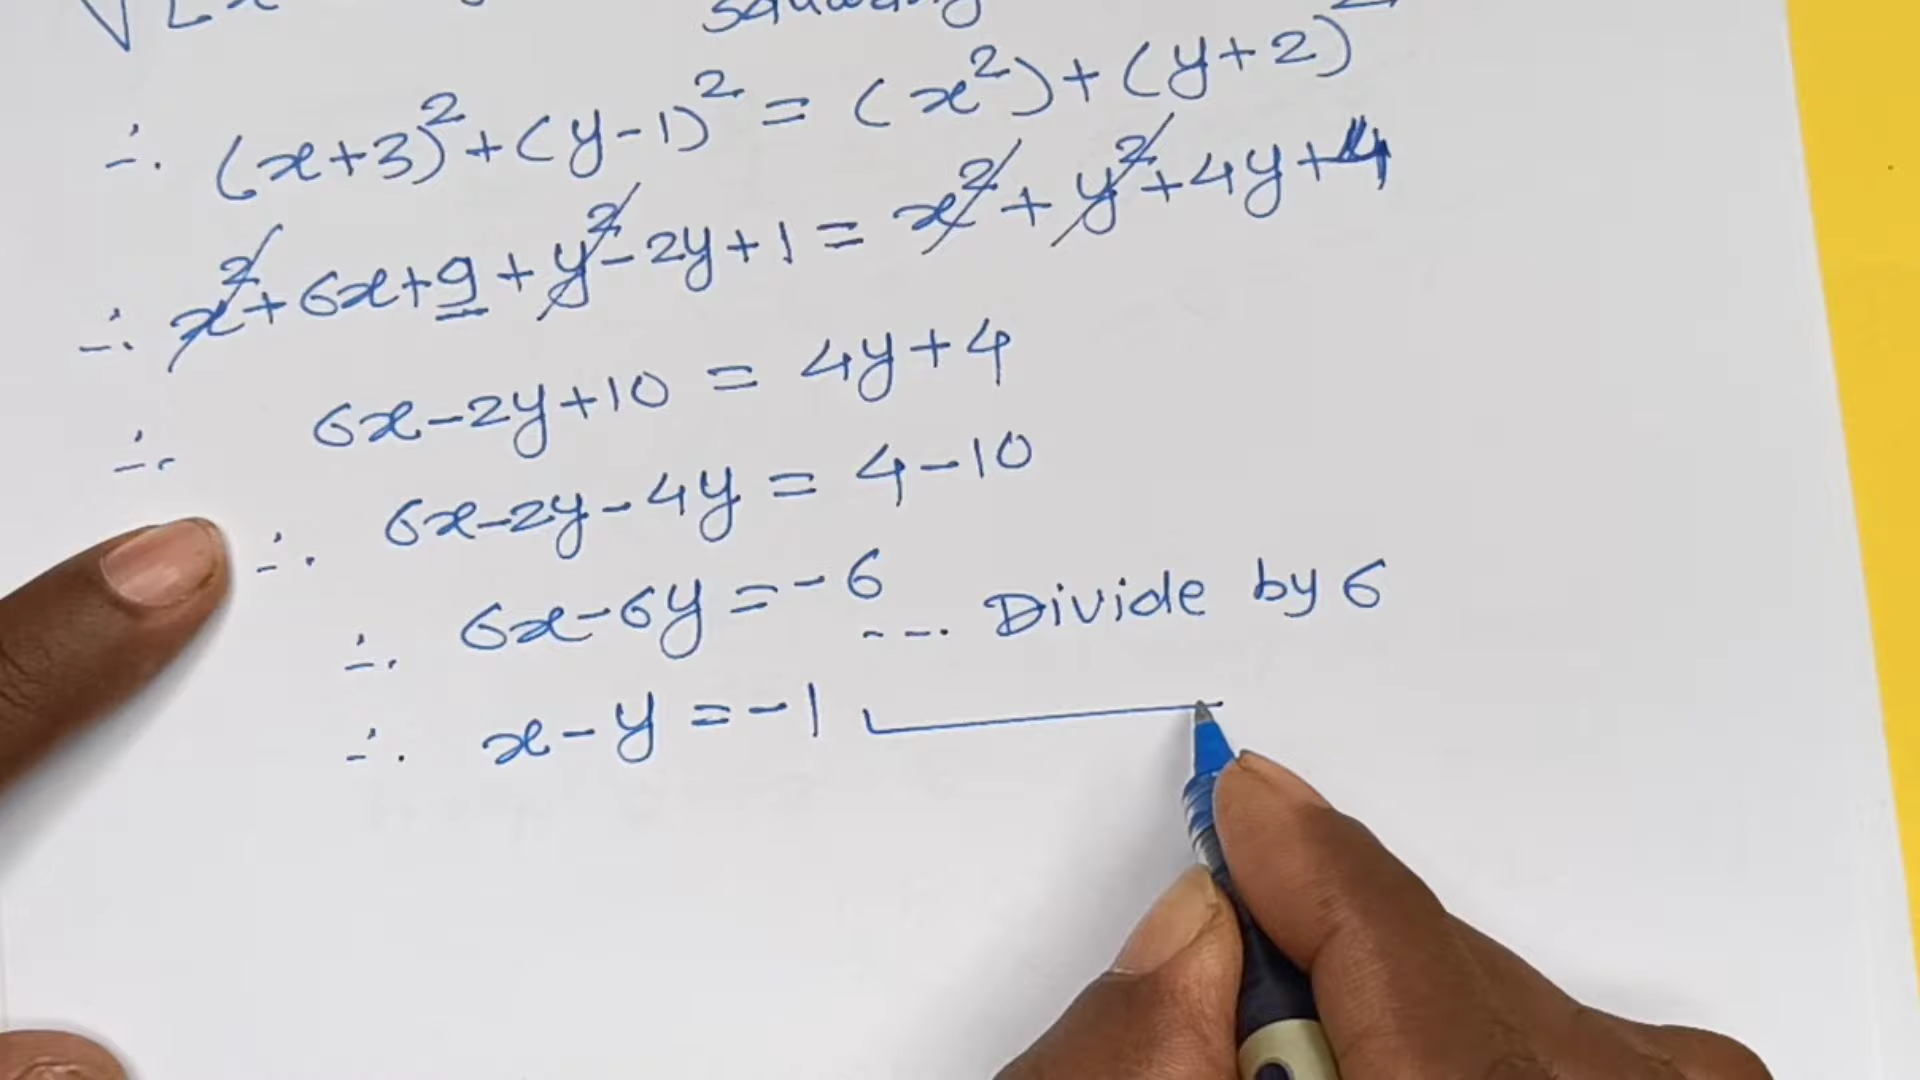 ∴ (x+3)²+(y-1)² = (x²)+(y+2)²
∴ x²+6x+9+y²-2y+1 = x²+y²+4y+4
∴ 6x-2y+10 = 4y+4
∴ 6x-2y-4y = 4-10
∴ 6x-6y = -6 ---- Divide by 6
∴ x-y = -1